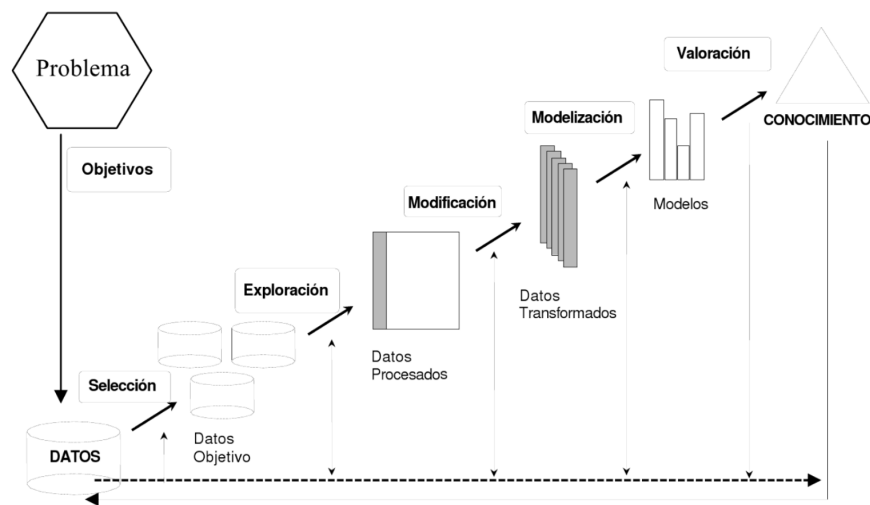 Problema
Objetivos
Valoración
CONOCIMIENTO
Modelización
Modelos
Modificación
Datos
Transformados
Exploración
Datos
Procesados
Selección
Datos
Objetivo
DATOS